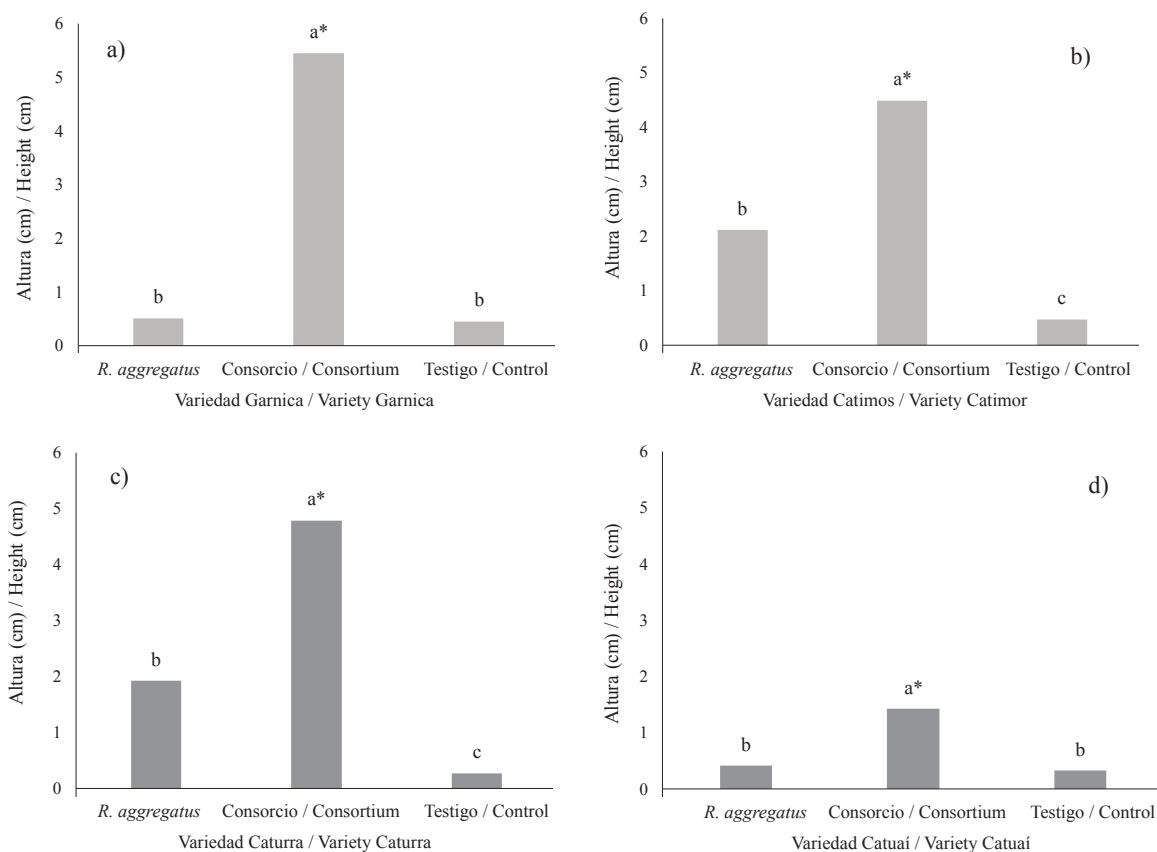 a)
Altura (cm) / Height (cm)
6
5
4
3
2
1
0
b
a*
b
R. aggregatus
Consorcio / Consortium
Testigo / Control
Variedad Garnica / Variety Garnica
b)
Altura (cm) / Height (cm)
6
5
4
3
2
1
0
b
a*
c
R. aggregatus
Consorcio / Consortium
Testigo / Control
Variedad Catimos / Variety Catimor
c)
Altura (cm) / Height (cm)
6
5
4
3
2
1
0
b
a*
c
R. aggregatus
Consorcio / Consortium
Testigo / Control
Variedad Caturra / Variety Caturra
d)
Altura (cm) / Height (cm)
6
5
4
3
2
1
0
b
a*
b
R. aggregatus
Consorcio / Consortium
Testigo / Control
Variedad Catuaí / Variety Catuaí